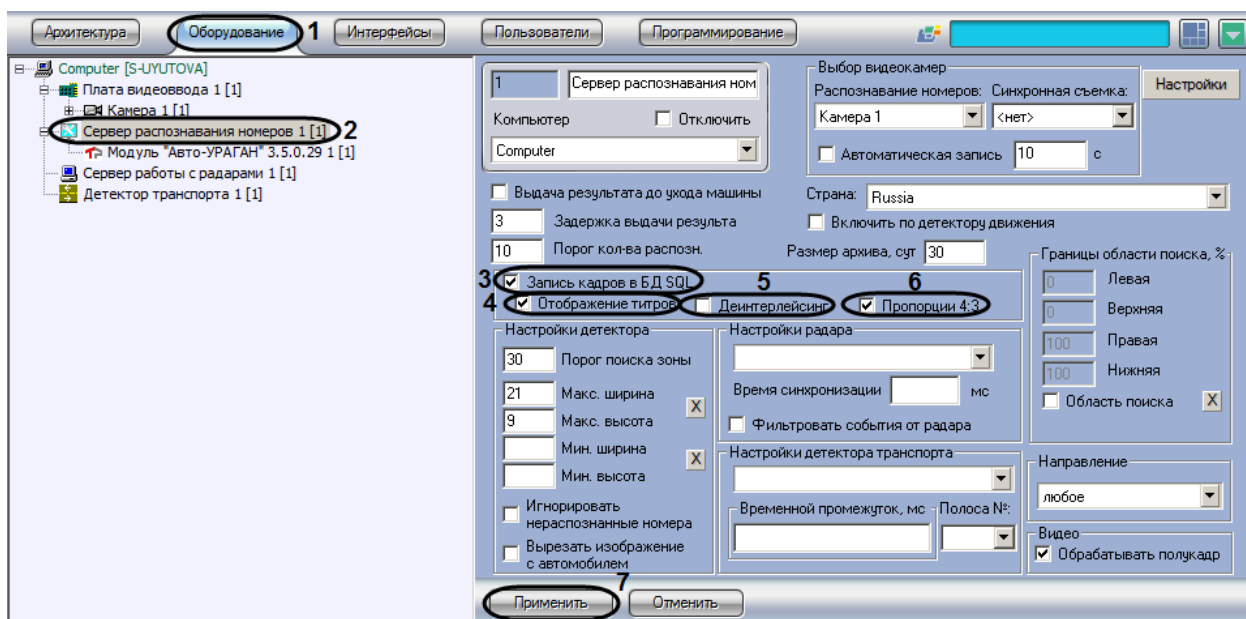 Архитектура
Оборудование
1
Интерфейсы
Пользователи
Программирование
Computer [S-UYUTOVA]
Плата видеоввода 1 [1]
Камера 1 [1]
Сервер распознавания номеров 1 [1]
2
Модуль "Авто-УРАГАН" 3.5.0.29 1 [1]
Сервер работы с радарами 1 [1]
Детектор транспорта 1 [1]
1
Сервер распознавания ном
Компьютер
Отключить
Computer
Выбор видеокамер
Распознавание номеров:
Синхронная съемка:
Камера 1
<нет>
Автоматическая запись
10
с
Настройки
Выдача результата до ухода машины
3
Задержка выдачи результа
10
Порог кол-ва распозн.
Страна:
Russia
Включить по детектору движения
Размер архива, сут
30
3
Запись кадров в БД SQL
4
Отображение титров
5
Деинтерлейсинг
6
Пропорции 4:3
Границы области поиска, %
0
Левая
0
Верхняя
100
Правая
100
Нижняя
Область поиска
X
Настройки детектора
30
Порог поиска зоны
21
Макс. ширина
X
9
Макс. высота
Мин. ширина
X
Мин. высота
Игнорировать
нераспознанные номера
Вырезать изображение
с автомобилем
Настройки радара
Время синхронизации
мс
Фильтровать события от радара
Настройки детектора транспорта
Временной промежуток, мс
Полоса №:
Направление
любое
Видео
Обрабатывать полукадр
7
Применить
Отменить